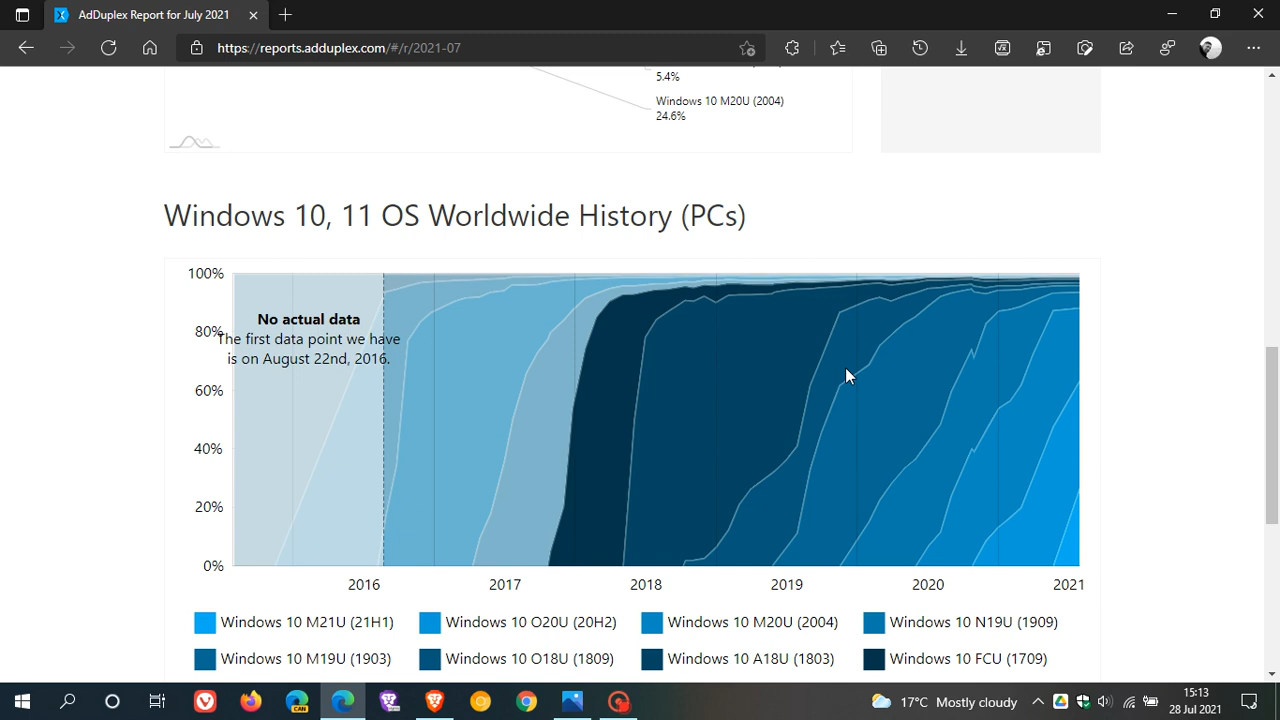 AdDuplex Report for July 2021
https://reports.adduplex.com/#/r/2021-07
5.4%
Windows 10 M20U (2004)
24.6%
Windows 10, 11 OS Worldwide History (PCs)
100%
80%
60%
40%
20%
0%
No actual data
The first data point we have
is on August 22nd, 2016.
2016 2017 2018 2019 2020 2021
Windows 10 M21U (21H1) Windows 10 O20U (20H2) Windows 10 M20U (2004) Windows 10 N19U (1909)
Windows 10 M19U (1903) Windows 10 O18U (1809) Windows 10 A18U (1803) Windows 10 FCU (1709)
CAN
17°C Mostly cloudy
15:13
28 Jul 2021